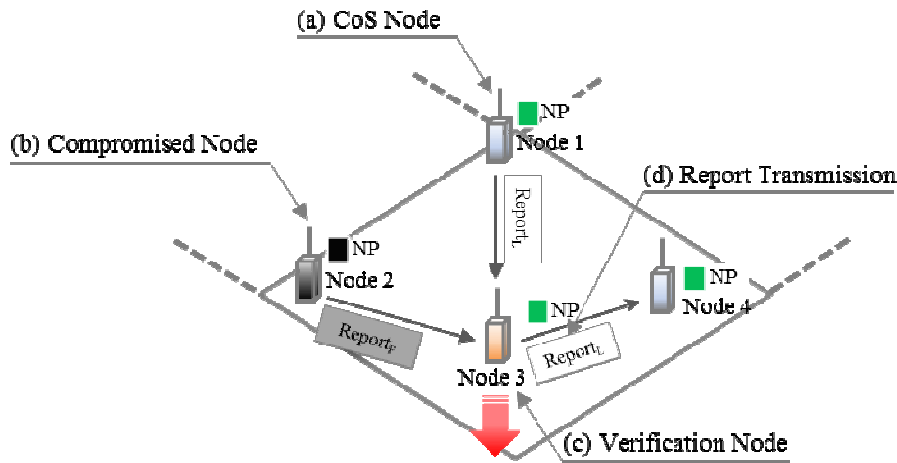 (a) CoS Node
NP
Node 1
(b) Compromised Node
(d) Report Transmission
Report_L
NP
Node 2
NP
Node 4
NP
Report_F
Report_L
Node 3
(c) Verification Node